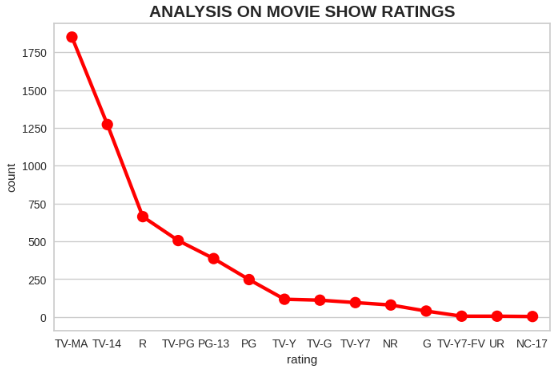 ANALYSIS ON MOVIE SHOW RATINGS
1750
1500
1250
1000
750
500
250
0
count
TV-MA TV-14 R TV-PG PG-13 PG TV-Y TV-G TV-Y7 NR G TV-Y7-FV UR NC-17
rating